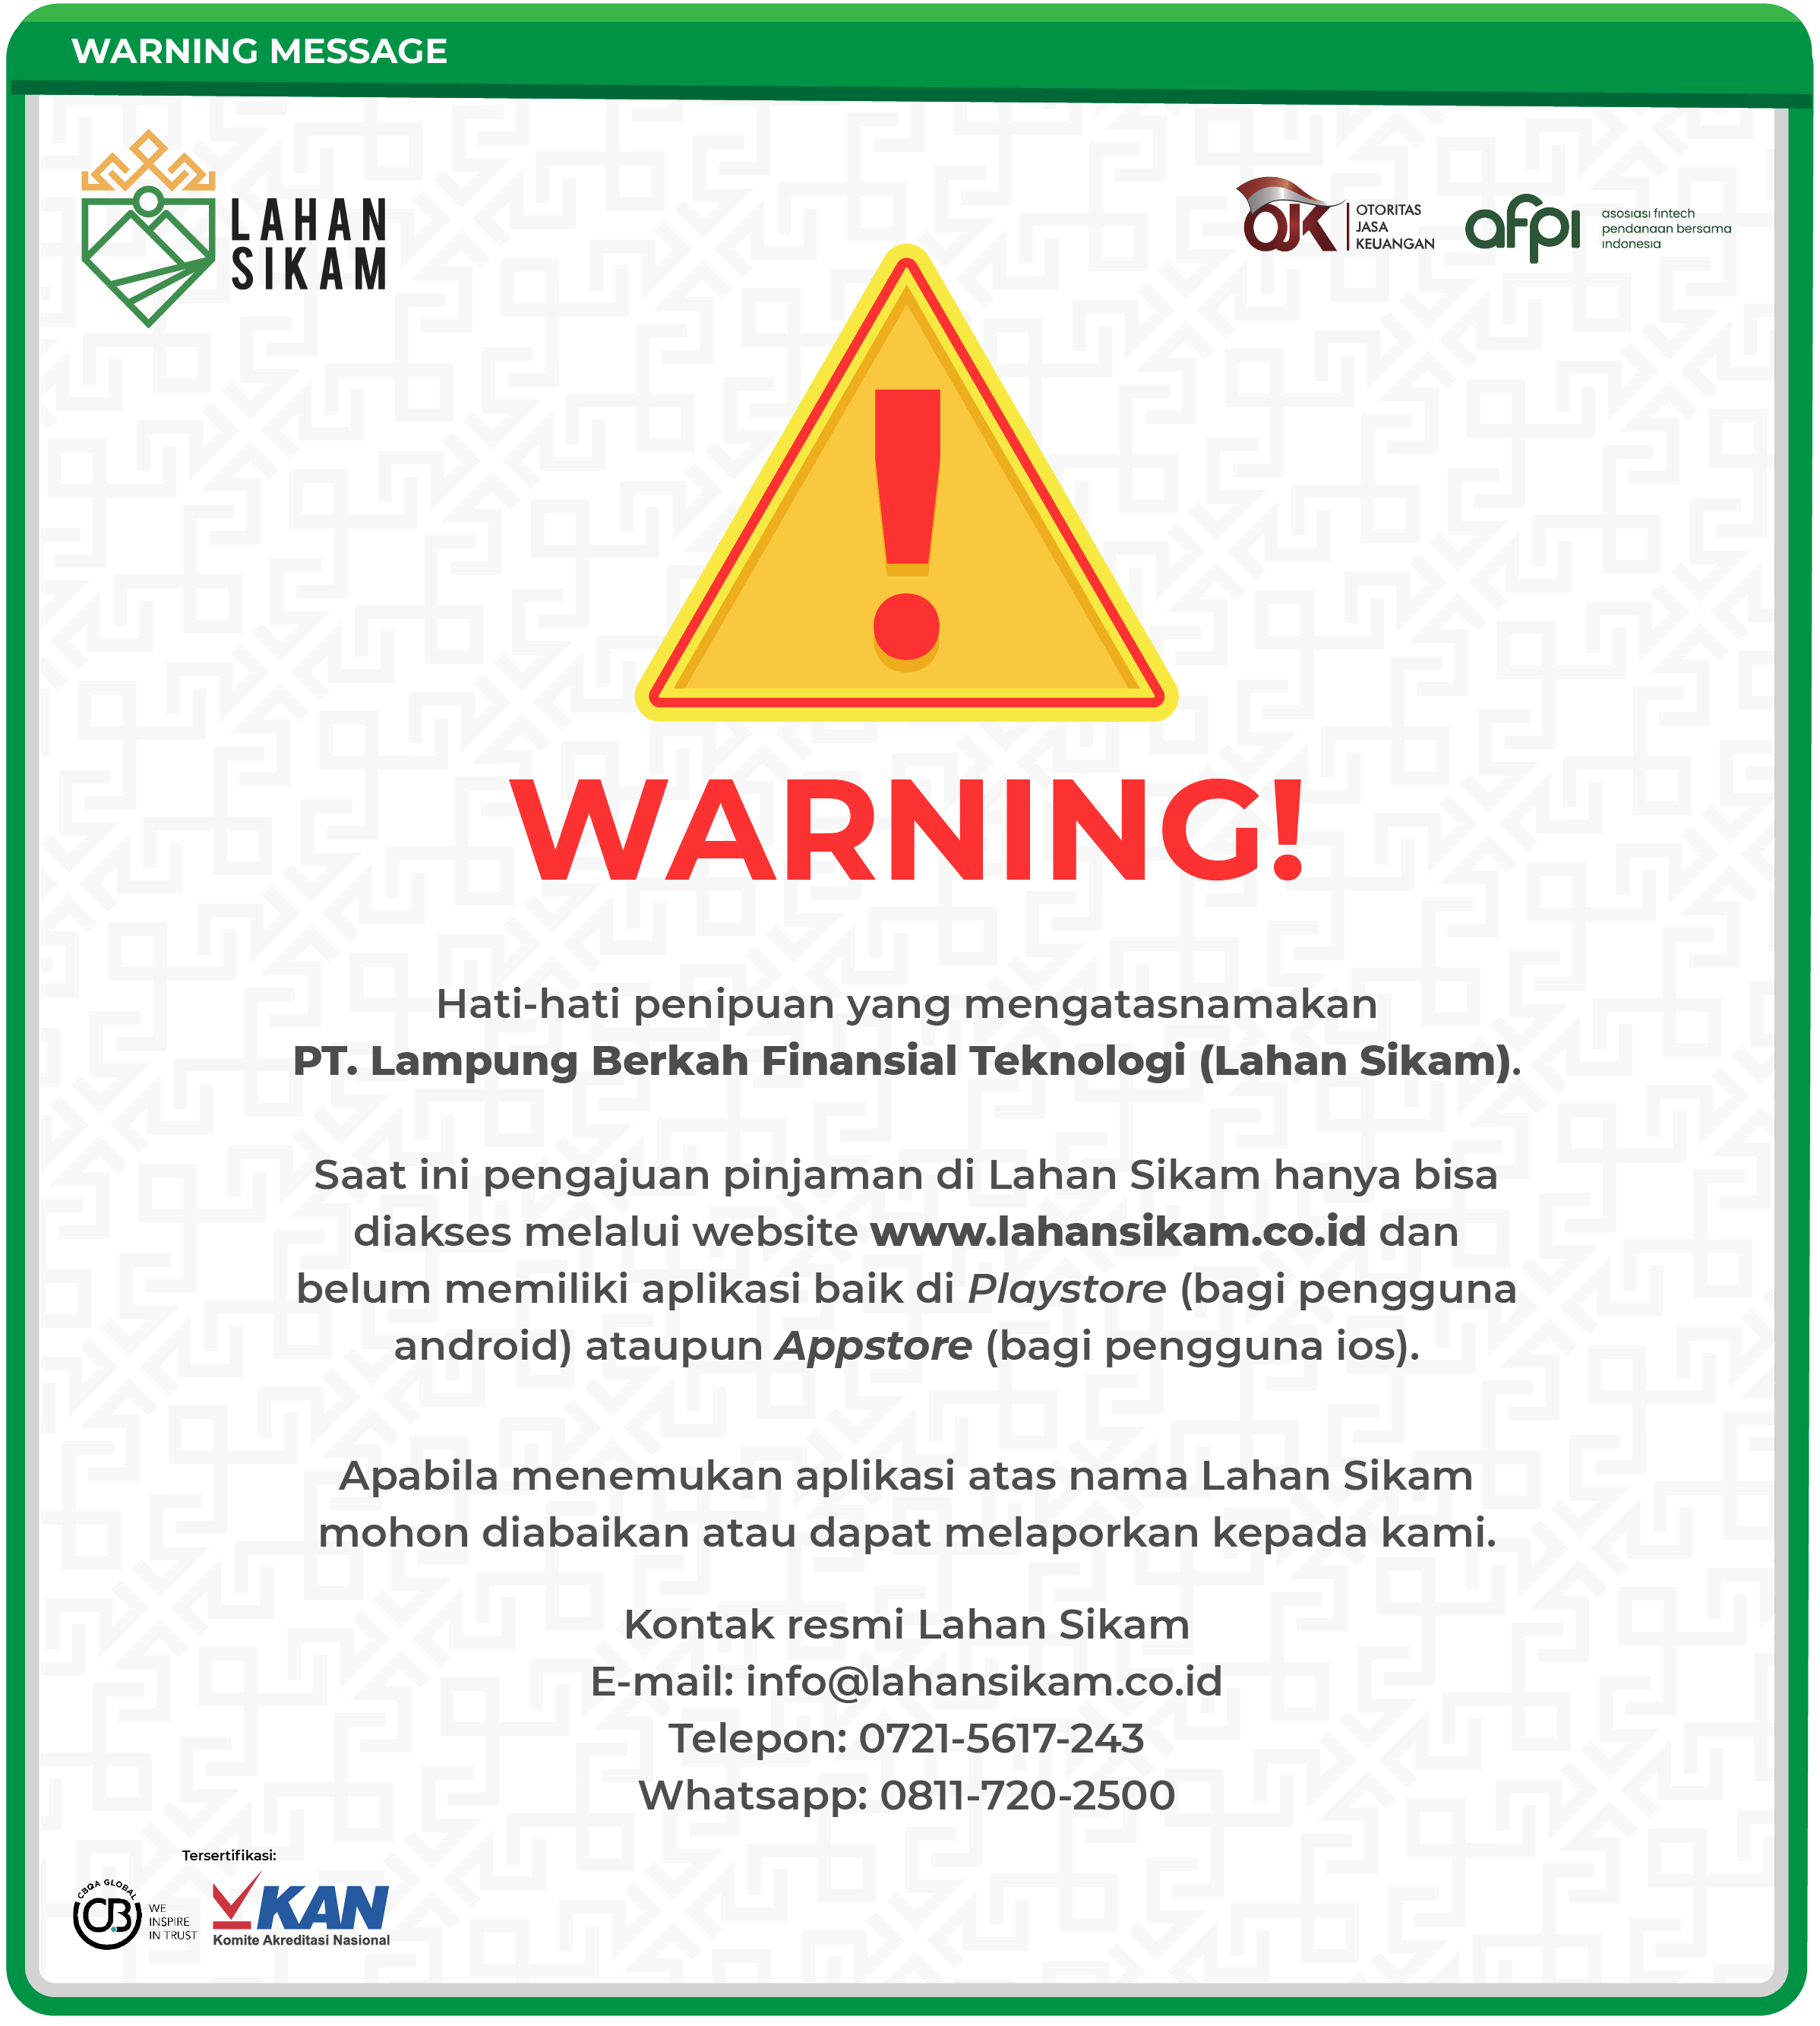 WARNING MESSAGE
LAHAN
SIKAM
OJK
OTORITAS
JASA
KEUANGAN
afpi
asosiasi fintech
pendanaan bersama
indonesia
WARNING!
Hati-hati penipuan yang mengatasnamakan
PT. Lampung Berkah Finansial Teknologi (Lahan Sikam).
Saat ini pengajuan pinjaman di Lahan Sikam hanya bisa
diakses melalui website www.lahansikam.co.id dan
belum memiliki aplikasi baik di Playstore (bagi pengguna
android) ataupun Appstore (bagi pengguna ios).
Apabila menemukan aplikasi atas nama Lahan Sikam
mohon diabaikan atau dapat melaporkan kepada kami.
Kontak resmi Lahan Sikam
E-mail: info@lahansikam.co.id
Telepon: 0721-5617-243
Whatsapp: 0811-720-2500
Tersertifikasi:
CBQA GLOBAL
CB
WE
INSPIRE
IN TRUST
KAN
Komite Akreditasi Nasional